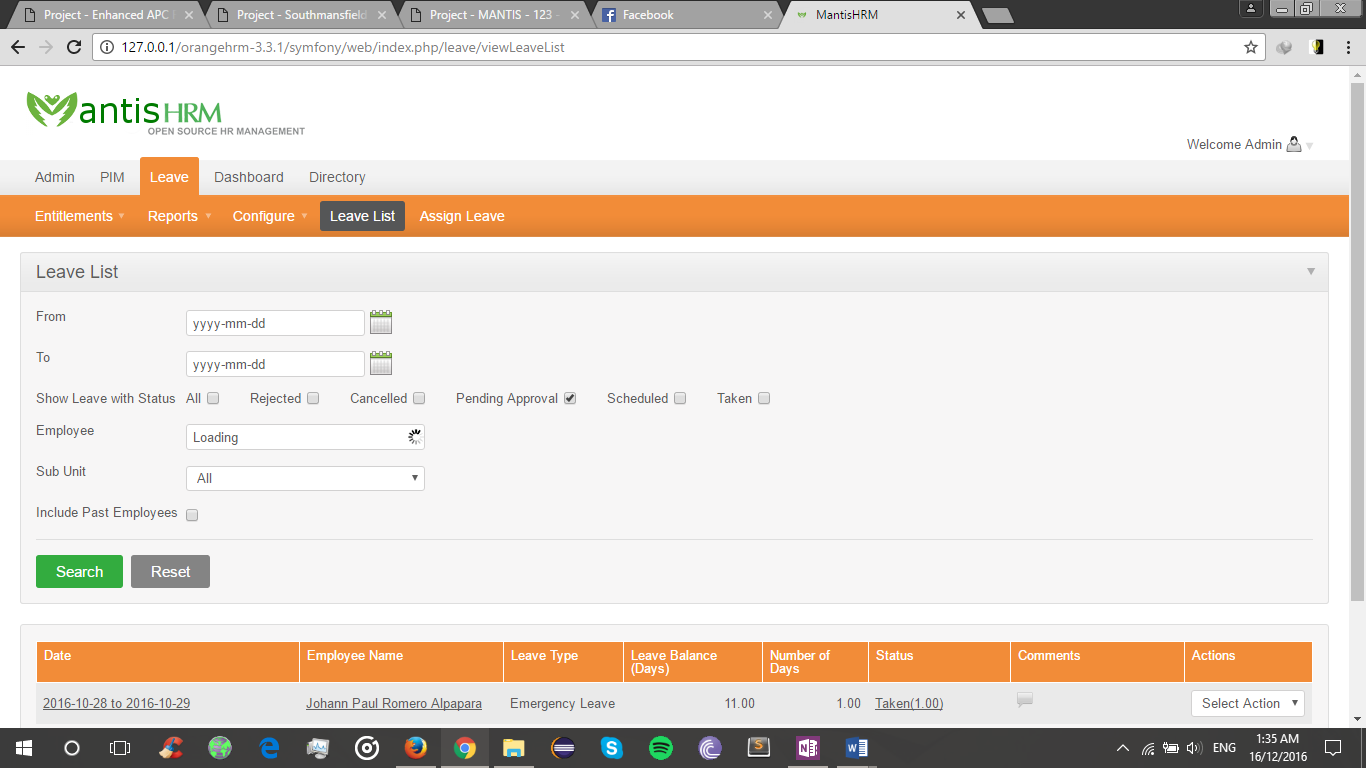 Project - Enhanced APC
Project - Southmansfield
Project - MANTIS - 123 -
Facebook
MantisHRM
127.0.0.1/orangehrm-3.3.1/symfony/web/index.php/leave/viewLeaveList
antis HRM
OPEN SOURCE HR MANAGEMENT
Welcome Admin
Admin PIM Leave Dashboard Directory
Entitlements Reports Configure Leave List Assign Leave
Leave List
From yyyy-mm-dd
To yyyy-mm-dd
Show Leave with Status All Rejected Cancelled Pending Approval Scheduled Taken
Employee Loading
Sub Unit All
Include Past Employees
Search Reset
Date Employee Name Leave Type Leave Balance (Days) Number of Days Status Comments Actions
2016-10-28 to 2016-10-29 Johann Paul Romero Alpapara Emergency Leave 11.00 1.00 Taken(1.00) Select Action
ENG
1:35 AM
16/12/2016